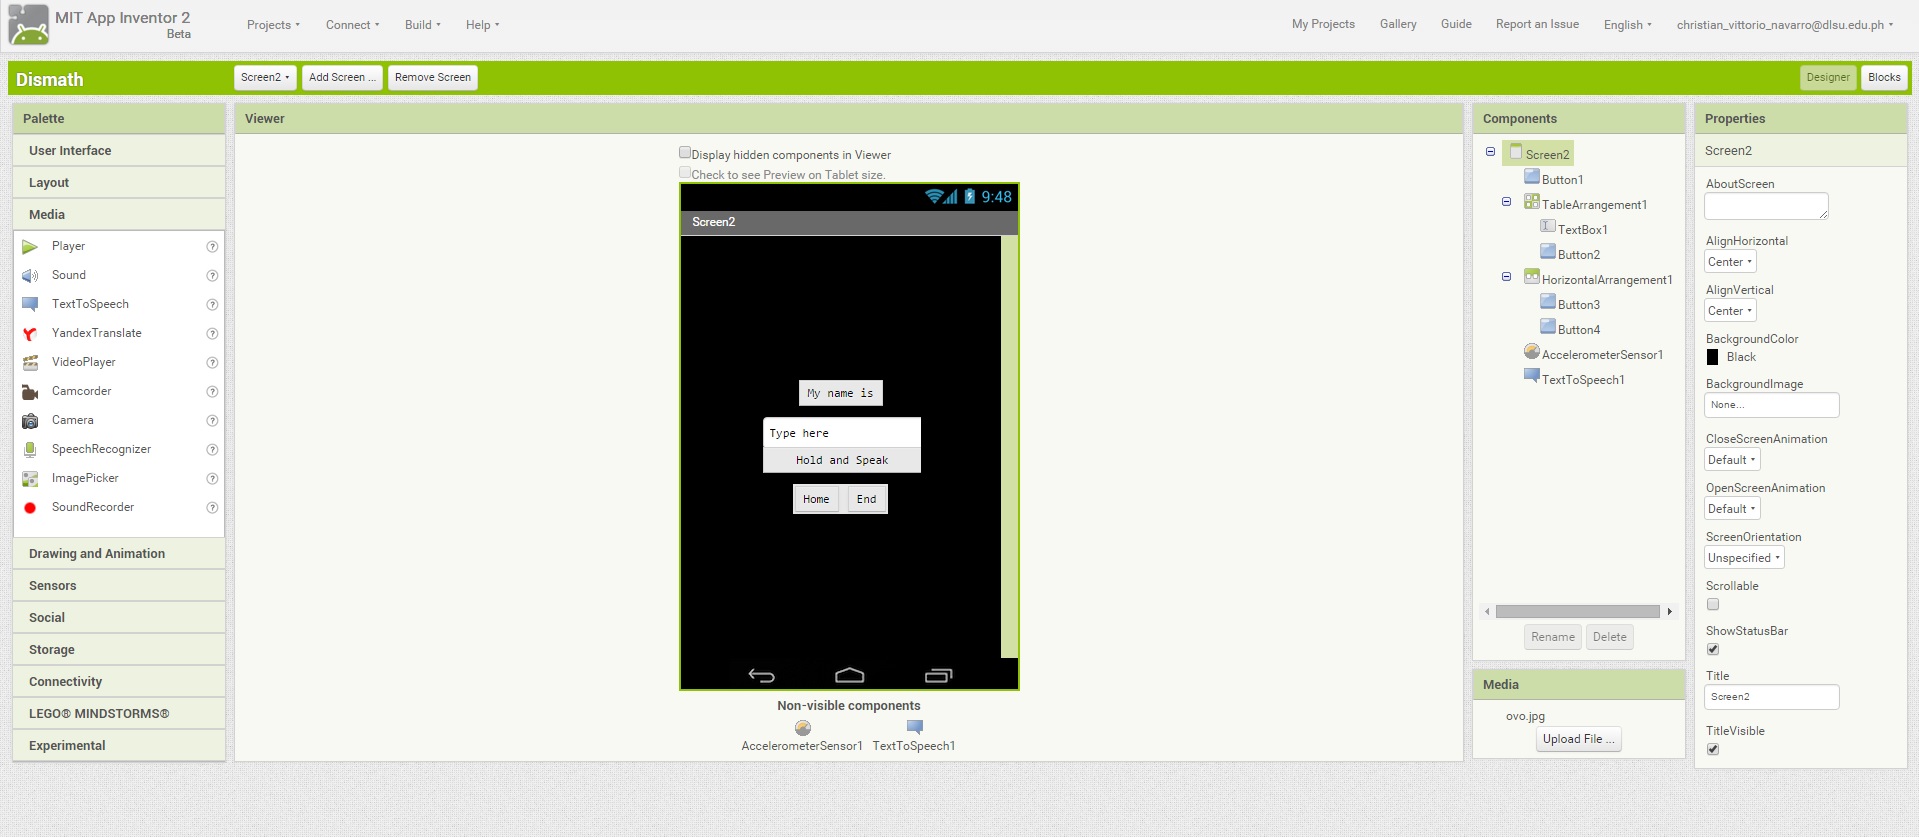 MIT App Inventor 2
Beta
Projects Connect Build Help
My Projects Gallery Guide Report an Issue English christian_vittorio_navarro@dlsu.edu.ph
Dismath
Screen2 Add Screen ... Remove Screen
Designer Blocks
Palette
User Interface
Layout
Media
Player
Sound
TextToSpeech
YandexTranslate
VideoPlayer
Camcorder
Camera
SpeechRecognizer
ImagePicker
SoundRecorder
Drawing and Animation
Sensors
Social
Storage
Connectivity
LEGO® MINDSTORMS®
Experimental
Viewer
Display hidden components in Viewer
Check to see Preview on Tablet size.
9:48
Screen2
My name is
Type here
Hold and Speak
Home End
Non-visible components
AccelerometerSensor1 TextToSpeech1
Components
Screen2
Button1
TableArrangement1
TextBox1
Button2
HorizontalArrangement1
Button3
Button4
AccelerometerSensor1
TextToSpeech1
Rename Delete
Media
ovo.jpg
Upload File ...
Properties
Screen2
AboutScreen
AlignHorizontal
Center
AlignVertical
Center
BackgroundColor
Black
BackgroundImage
None...
CloseScreenAnimation
Default
OpenScreenAnimation
Default
ScreenOrientation
Unspecified
Scrollable
ShowStatusBar
Title
Screen2
TitleVisible